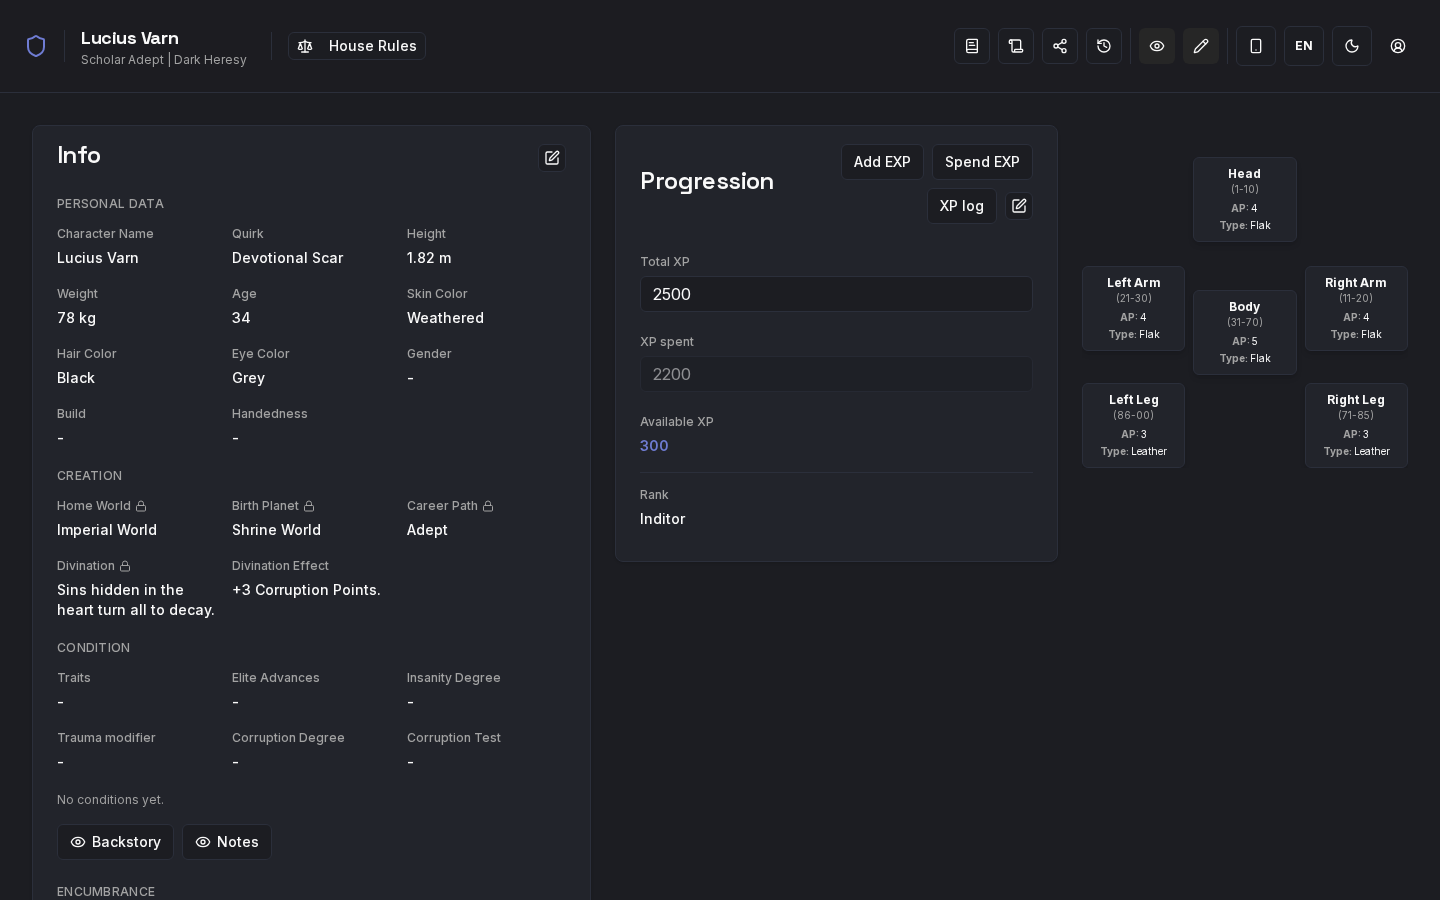 Lucius Varn
Scholar Adept | Dark Heresy
House Rules
EN
Info
PERSONAL DATA
Character Name
Lucius Varn
Quirk
Devotional Scar
Height
1.82 m
Weight
78 kg
Age
34
Skin Color
Weathered
Hair Color
Black
Eye Color
Grey
Gender
-
Build
-
Handedness
-
CREATION
Home World
Imperial World
Birth Planet
Shrine World
Career Path
Adept
Divination
Sins hidden in the
heart turn all to decay.
Divination Effect
+3 Corruption Points.
CONDITION
Traits
-
Elite Advances
-
Insanity Degree
-
Trauma modifier
-
Corruption Degree
-
Corruption Test
-
No conditions yet.
Backstory
Notes
ENCUMBRANCE
Progression
Add EXP
Spend EXP
XP log
Total XP
2500
XP spent
2200
Available XP
300
Rank
Inditor
Head
(1-10)
AP: 4
Type: Flak
Left Arm
(21-30)
AP: 4
Type: Flak
Body
(31-70)
AP: 5
Type: Flak
Right Arm
(11-20)
AP: 4
Type: Flak
Left Leg
(86-00)
AP: 3
Type: Leather
Right Leg
(71-85)
AP: 3
Type: Leather